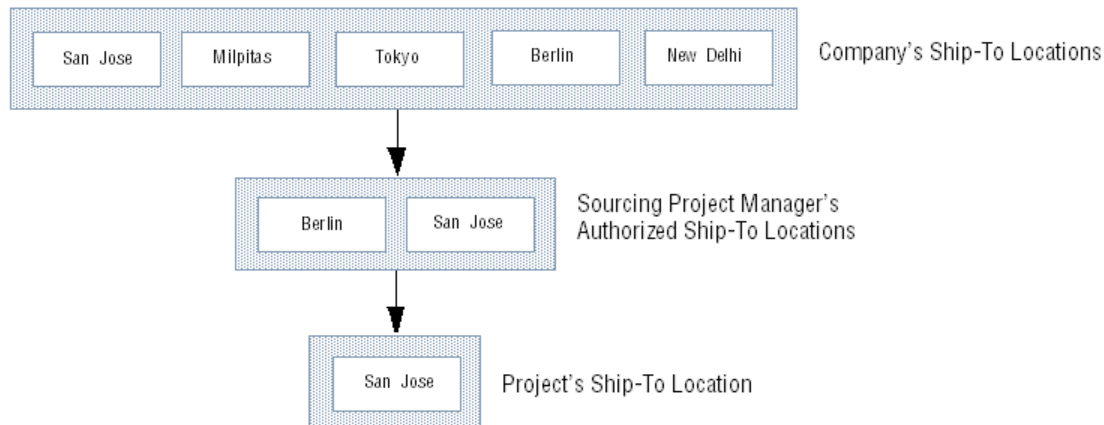 San Jose Milpitas Tokyo Berlin New Delhi Company's Ship-To Locations
Berlin San Jose Sourcing Project Manager's
Authorized Ship-To Locations
San Jose Project's Ship-To Location